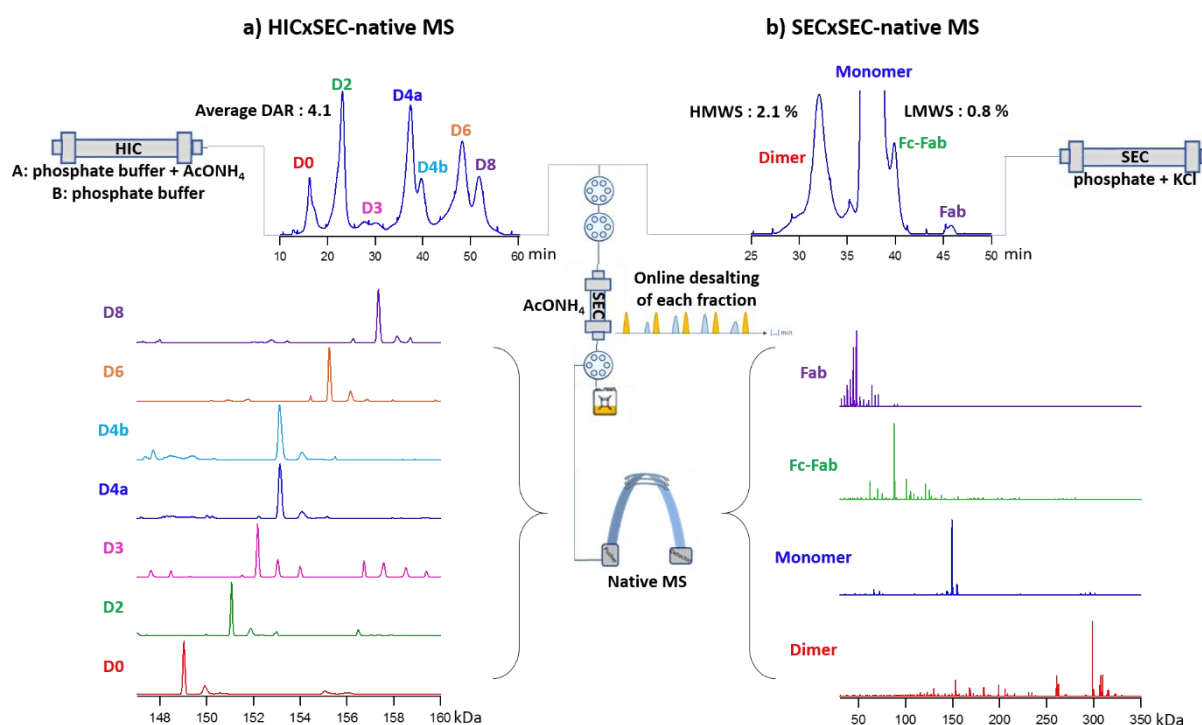 a) HICxSEC-native MS
b) SECxSEC-native MS
Average DAR : 4.1
D0
D2
D3
D4a
D4b
D6
D8
HIC
A: phosphate buffer + AcONH₄
B: phosphate buffer
10 20 30 40 50 60 min
Monomer
HMWS: 2.1 %
LMWS: 0.8 %
Dimer
Fc-Fab
Fab
SEC
phosphate + KCl
25 30 35 40 45 50 min
AcONH₄
SEC
Online desalting
of each fraction
[...] min
Native MS
D8
D6
D4b
D4a
D3
D2
D0
148 150 152 154 156 158 160 kDa
Fab
Fc-Fab
Monomer
Dimer
50 100 150 200 250 300 350 kDa